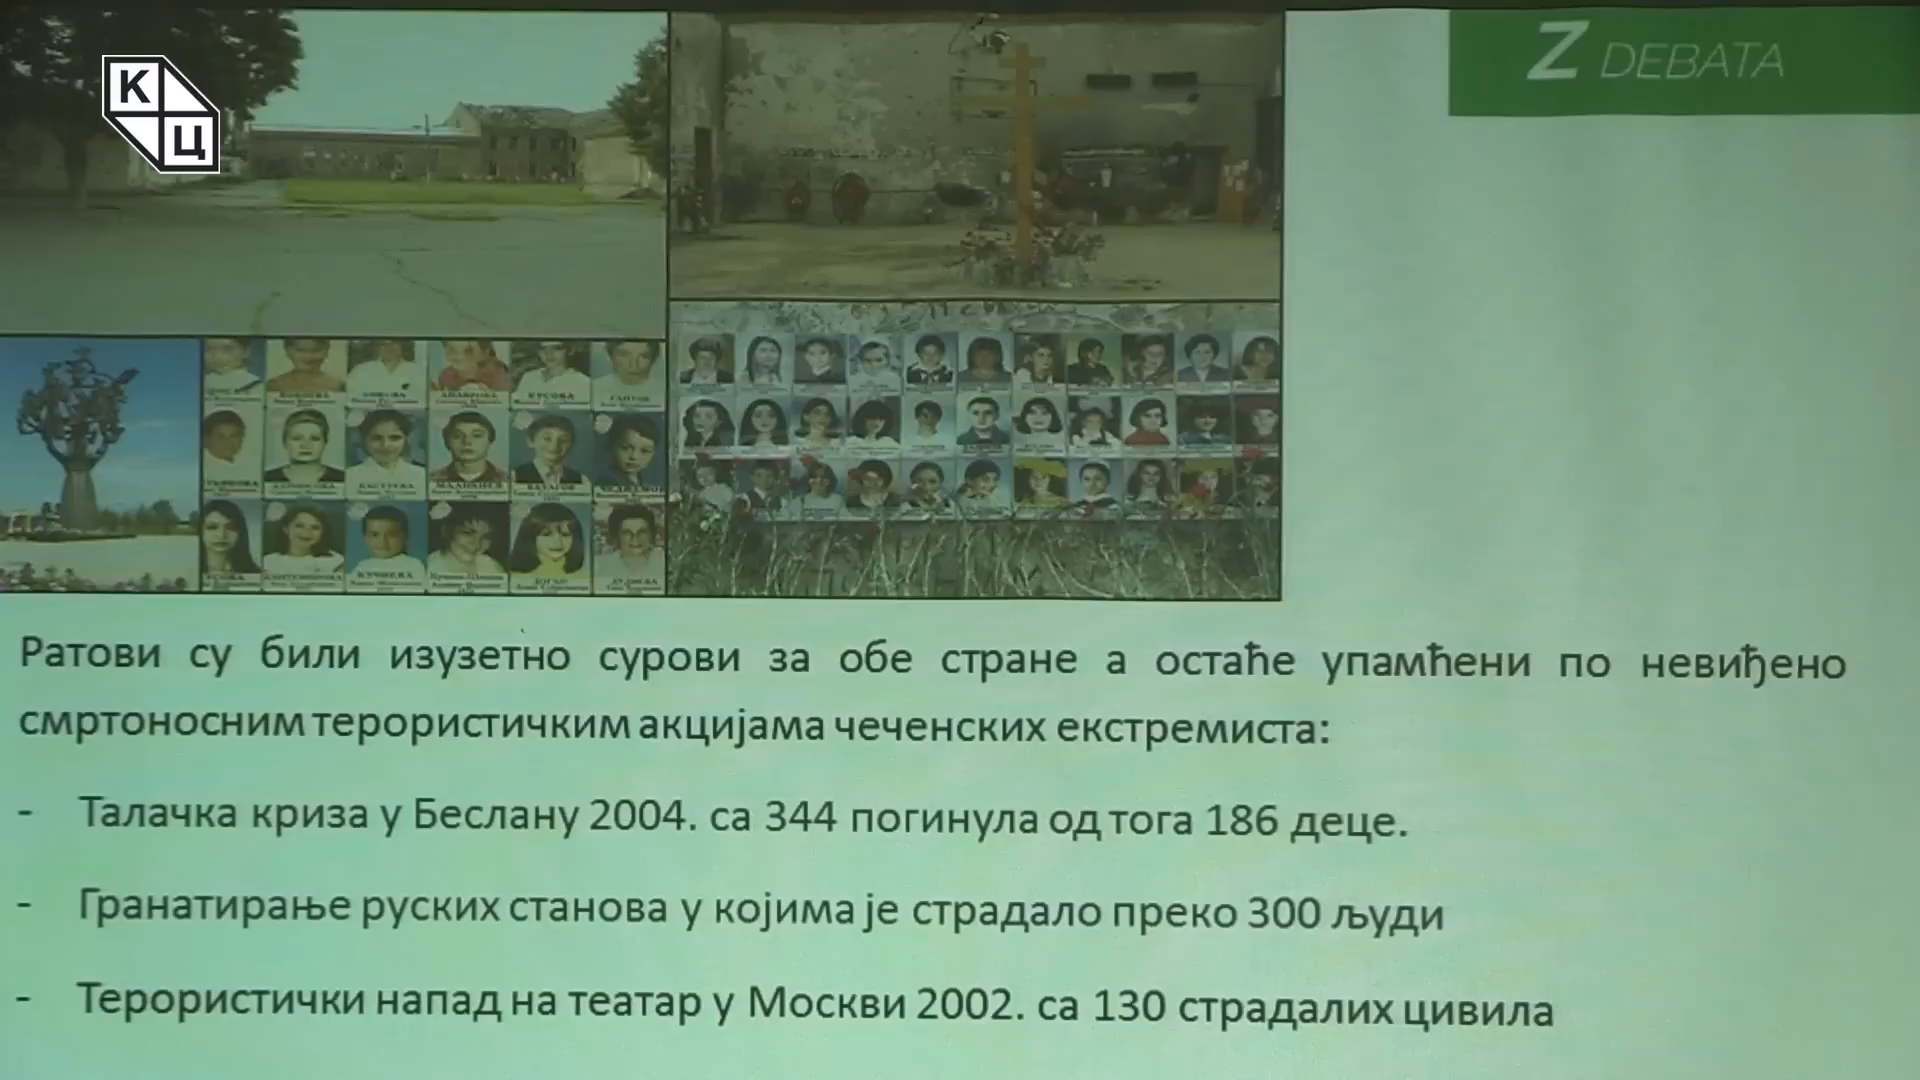 К
Ц
Z DEBATA
Ратови су били изузетно сурови за обе стране а остаће упамћени по невиђено
смртоносним терористичким акцијама чеченских екстремиста:
- Талачка криза у Беслану 2004. са 344 погинула од тога 186 деце.
- Гранатирање руских станова у којима је страдало преко 300 људи
- Терористички напад на театар у Москви 2002. са 130 страдалих цивила